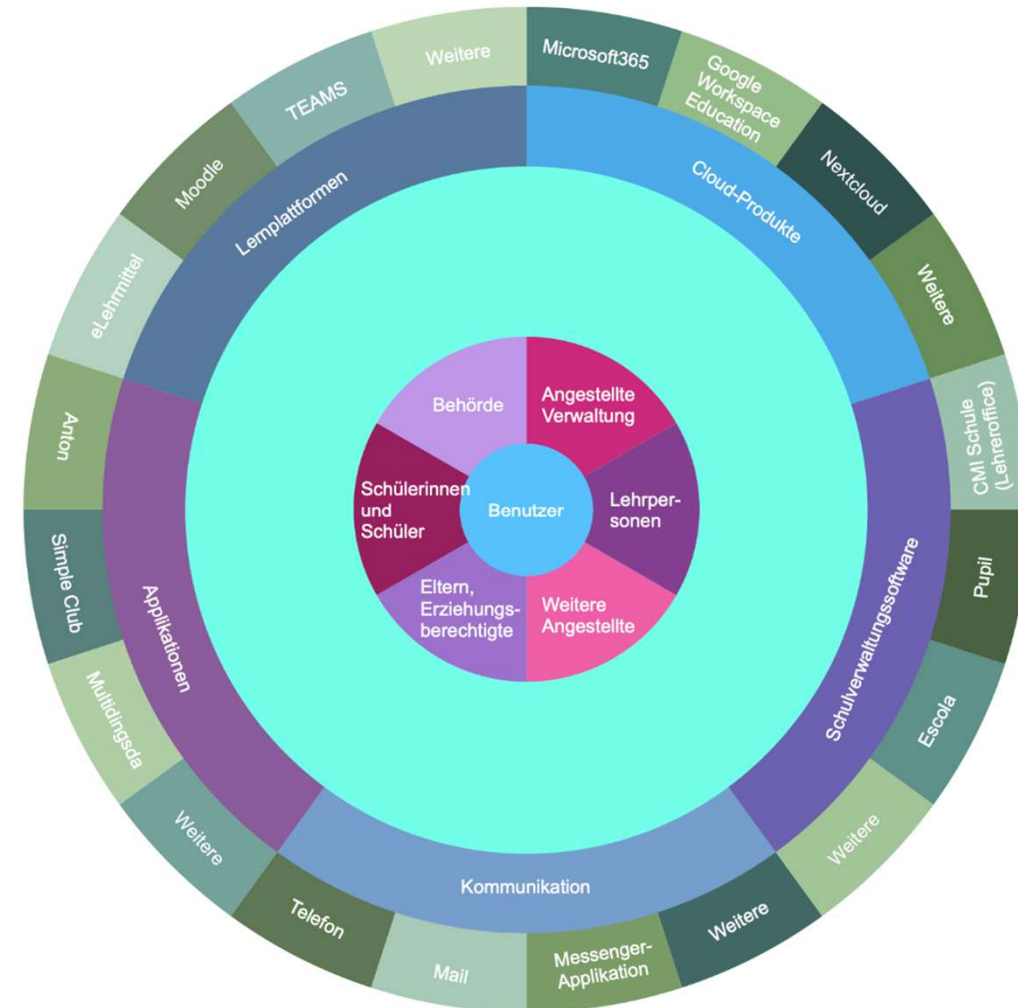 Weitere
Microsoft365
TEAMS
Google
Workspace
Education
Moodle
Nextcloud
Lernplattformen
Cloud-Produkte
eLehrmittel
Weitere
Behörde
Angestellte
Verwaltung
Anton
CMI Schule
(Lehreroffice)
Schülerinnen
und
Schüler
Benutzer
Lehrper-
sonen
Simple Club
Applikationen
Schulverwaltungssoftware
Pupil
Eltern,
Erziehungs-
berechtigte
Weitere
Angestellte
Multidingsda
Escola
Weitere
Weitere
Kommunikation
Telefon
Weitere
Mail
Messenger-
Applikation